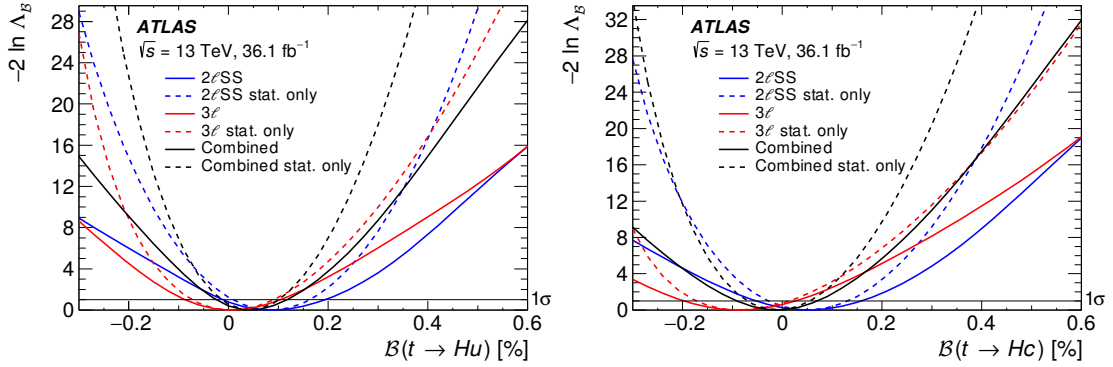 −2 ln Λ_ℬ
28
24
20
16
12
8
4
0
ATLAS
√s = 13 TeV, 36.1 fb⁻¹
2ℓSS
2ℓSS stat. only
3ℓ
3ℓ stat. only
Combined
Combined stat. only
1σ
−0.2 0 0.2 0.4 0.6
ℬ(t → Hu) [%]
−2 ln Λ_ℬ
32
28
24
20
16
12
8
4
0
ATLAS
√s = 13 TeV, 36.1 fb⁻¹
2ℓSS
2ℓSS stat. only
3ℓ
3ℓ stat. only
Combined
Combined stat. only
1σ
−0.2 0 0.2 0.4 0.6
ℬ(t → Hc) [%]